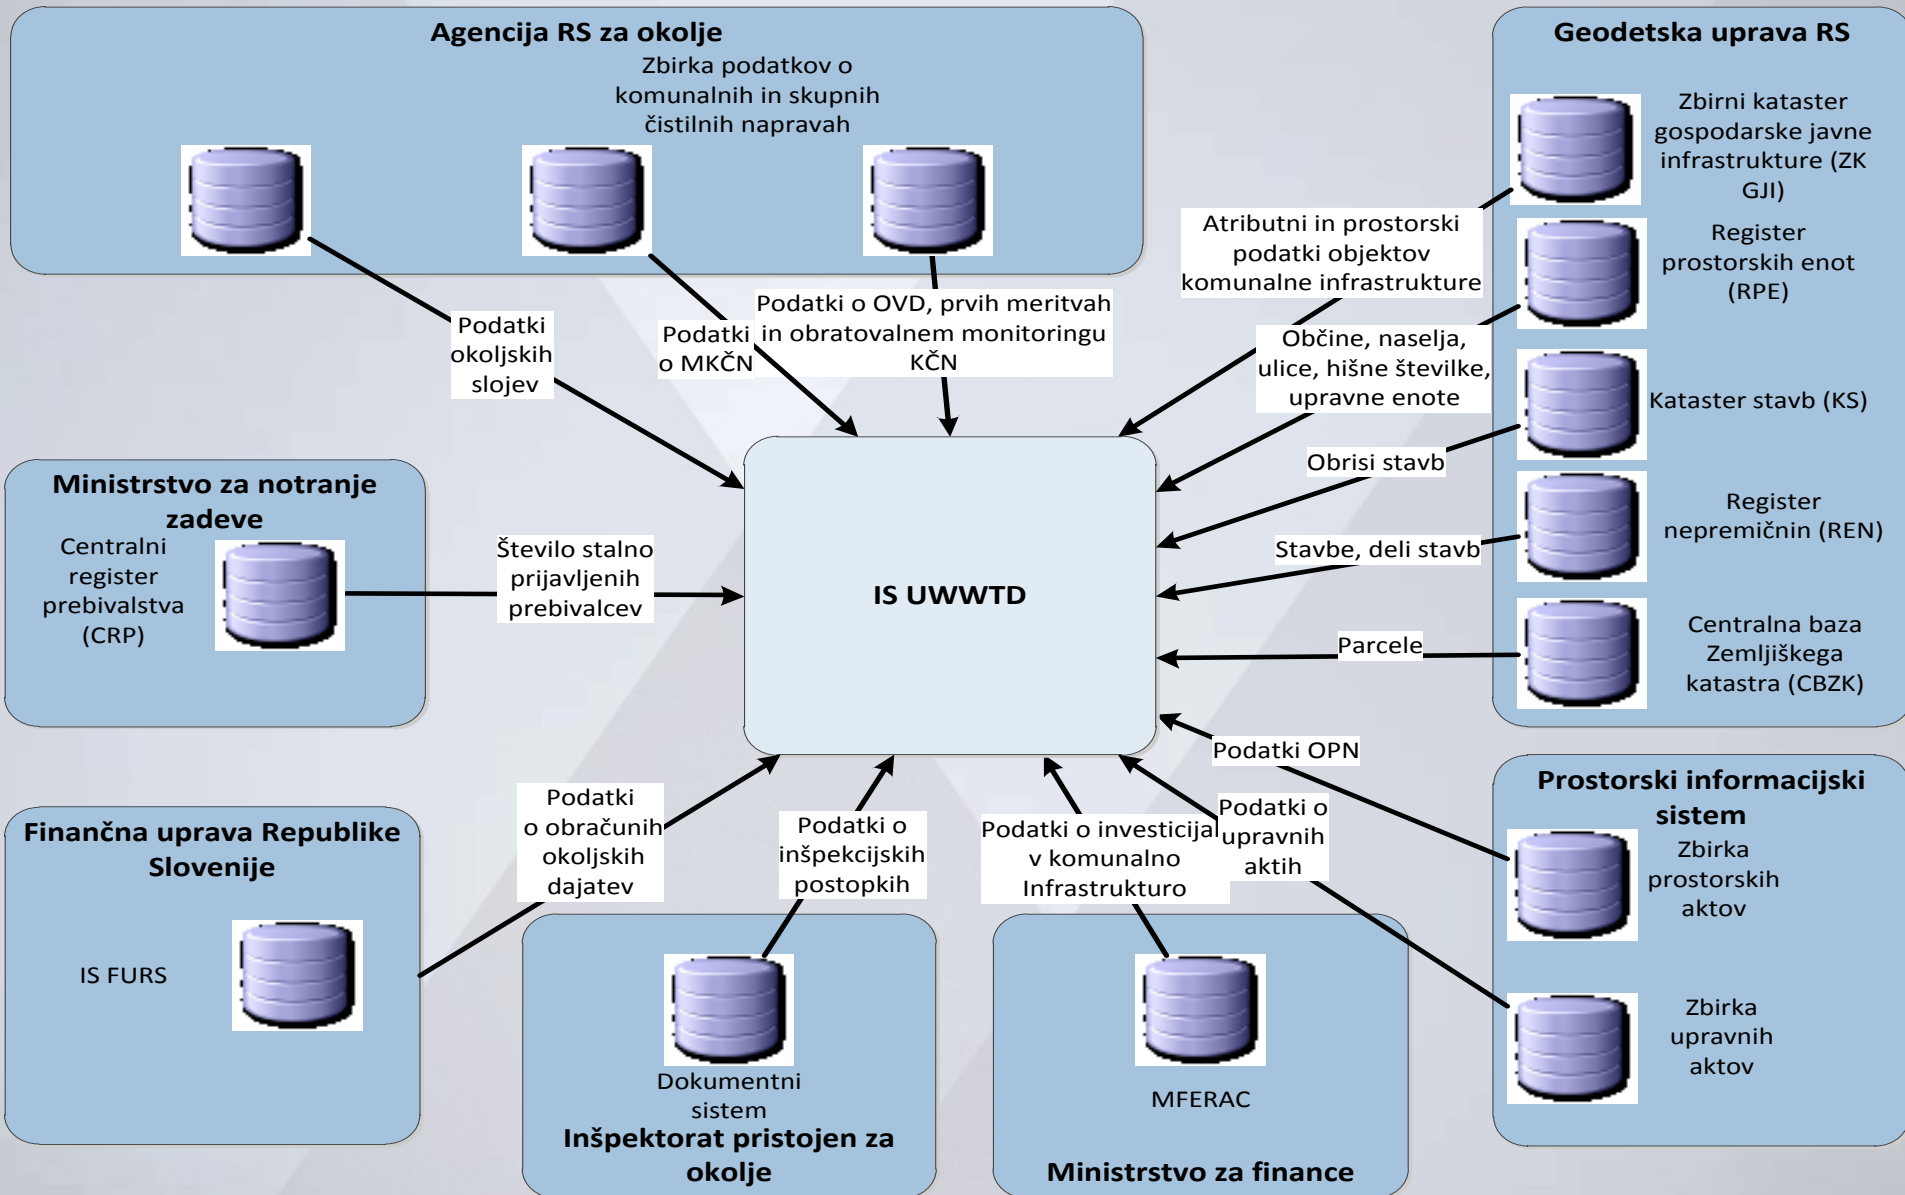 Agencija RS za okolje
Zbirka podatkov o
komunalnih in skupnih
čistilnih napravah
Podatki
okoljskih
slojev
Podatki
o MKČN
Podatki o OVD, prvih meritvah
in obratovalnem monitoringu
KČN
Geodetska uprava RS
Zbirni kataster
gospodarske javne
infrastrukture (ZK
GJI)
Atributni in prostorski
podatki objektov
komunalne infrastrukture
Register
prostorskih enot
(RPE)
Občine, naselja,
ulice, hišne številke,
upravne enote
Kataster stavb (KS)
Obrisi stavb
Register
nepremičnin (REN)
Stavbe, deli stavb
Centralna baza
Zemljiškega
katastra (CBZK)
Parcele
Ministrstvo za notranje
zadeve
Centralni
register
prebivalstva
(CRP)
Število stalno
prijavljenih
prebivalcev
IS UWWTD
Finančna uprava Republike
Slovenije
IS FURS
Podatki
o obračunih
okoljskih
dajatev
Podatki o
inšpekcijskih
postopkih
Dokumentni
sistem
Inšpektorat pristojen za
okolje
Podatki o investicija
v komunalno
Infrastrukturo
MFERAC
Ministrstvo za finance
Podatki OPN
Podatki o
upravnih
aktih
Prostorski informacijski
sistem
Zbirka
prostorskih
aktov
Zbirka
upravnih
aktov